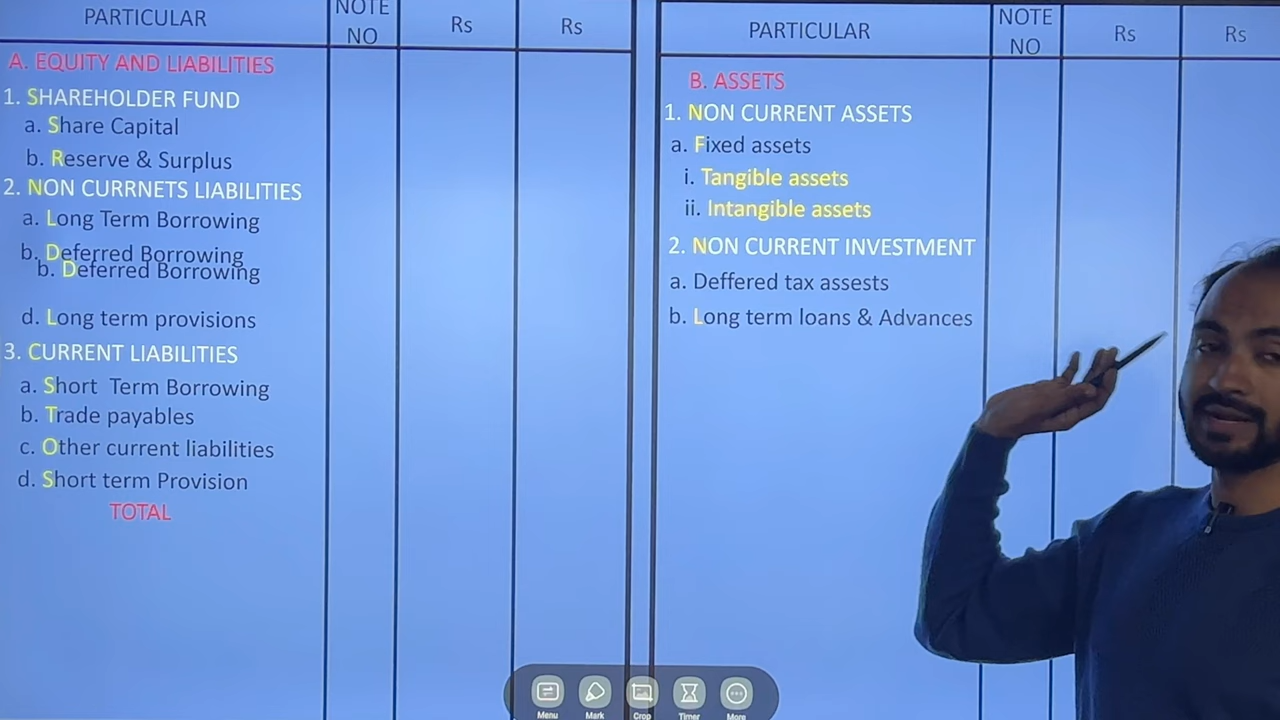 PARTICULAR
NOTE NO
Rs
Rs
A. EQUITY AND LIABILITIES
1. SHAREHOLDER FUND
a. Share Capital
b. Reserve & Surplus
2. NON CURRNETS LIABILITIES
a. Long Term Borrowing
b. Deferred Borrowing
b. Deferred Borrowing
d. Long term provisions
3. CURRENT LIABILITIES
a. Short Term Borrowing
b. Trade payables
c. Other current liabilities
d. Short term Provision
TOTAL
PARTICULAR
NOTE NO
Rs
Rs
B. ASSETS
1. NON CURRENT ASSETS
a. Fixed assets
i. Tangible assets
ii. Intangible assets
2. NON CURRENT INVESTMENT
a. Deffered tax assests
b. Long term loans & Advances
Menu
Mark
Crop
Timer
More